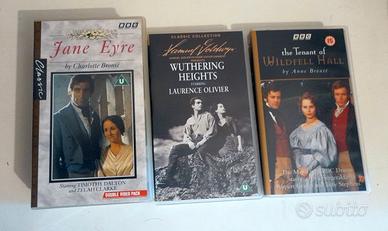 BBC
Jane Eyre
by Charlotte Brontë
Classic
U
Starring TIMOTHY DALTON
and ZELAH CLARKE
DOUBLE VIDEO PACK
CLASSIC COLLECTION
Samuel Goldwyn
WUTHERING
HEIGHTS
STARRING
LAURENCE OLIVIER
U
BBC
15
the Tenant of
WILDFELL HALL
by Anne Brontë
subito